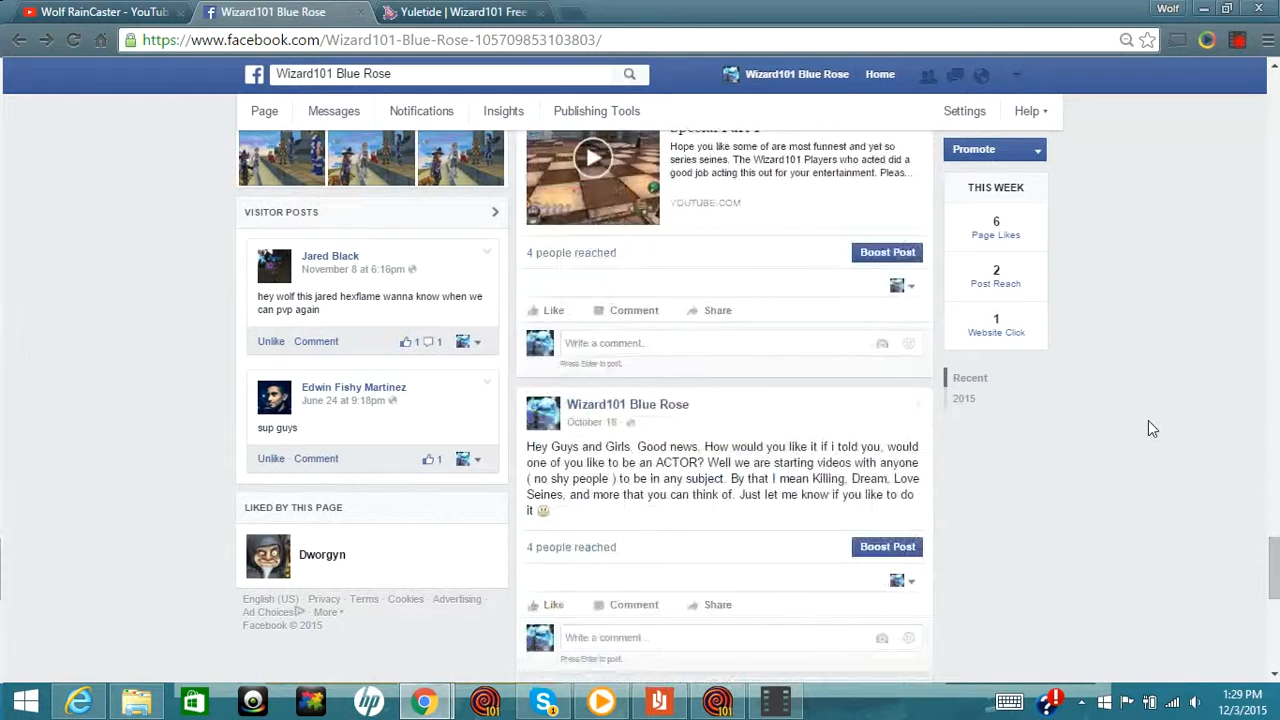 Wolf RainCaster - YouTub
Wizard101 Blue Rose
Yuletide | Wizard101 Free
Wolf
https://www.facebook.com/Wizard101-Blue-Rose-105709853103803/
Wizard101 Blue Rose
Wizard101 Blue Rose
Home
Page
Messages
Notifications
Insights
Publishing Tools
Settings
Help
VISITOR POSTS
Jared Black
November 8 at 6:16pm
hey wolf this jared hexflame wanna know when we
can pvp again
Unlike · Comment
1
1
Edwin Fishy Martinez
June 24 at 9:18pm
sup guys
Unlike · Comment
1
LIKED BY THIS PAGE
Dworgyn
English (US) · Privacy · Terms · Cookies · Advertising ·
Ad Choices · More
Facebook © 2015
Special Part 1
Hope you like some of are most funnest and yet so
series seines. The Wizard101 Players who acted did a
good job acting this out for your entertainment. Pleas...
YOUTUBE.COM
4 people reached
Boost Post
Like
Comment
Share
Write a comment...
Press Enter to post.
Wizard101 Blue Rose
October 18 ·
Hey Guys and Girls. Good news. How would you like it if i told you, would
one of you like to be an ACTOR? Well we are starting videos with anyone
( no shy people ) to be in any subject. By that I mean Killing, Dream, Love
Seines, and more that you can think of. Just let me know if you like to do
it
4 people reached
Boost Post
Like
Comment
Share
Write a comment...
Press Enter to post.
Promote
THIS WEEK
6
Page Likes
2
Post Reach
1
Website Click
Recent
2015
1:29 PM
12/3/2015